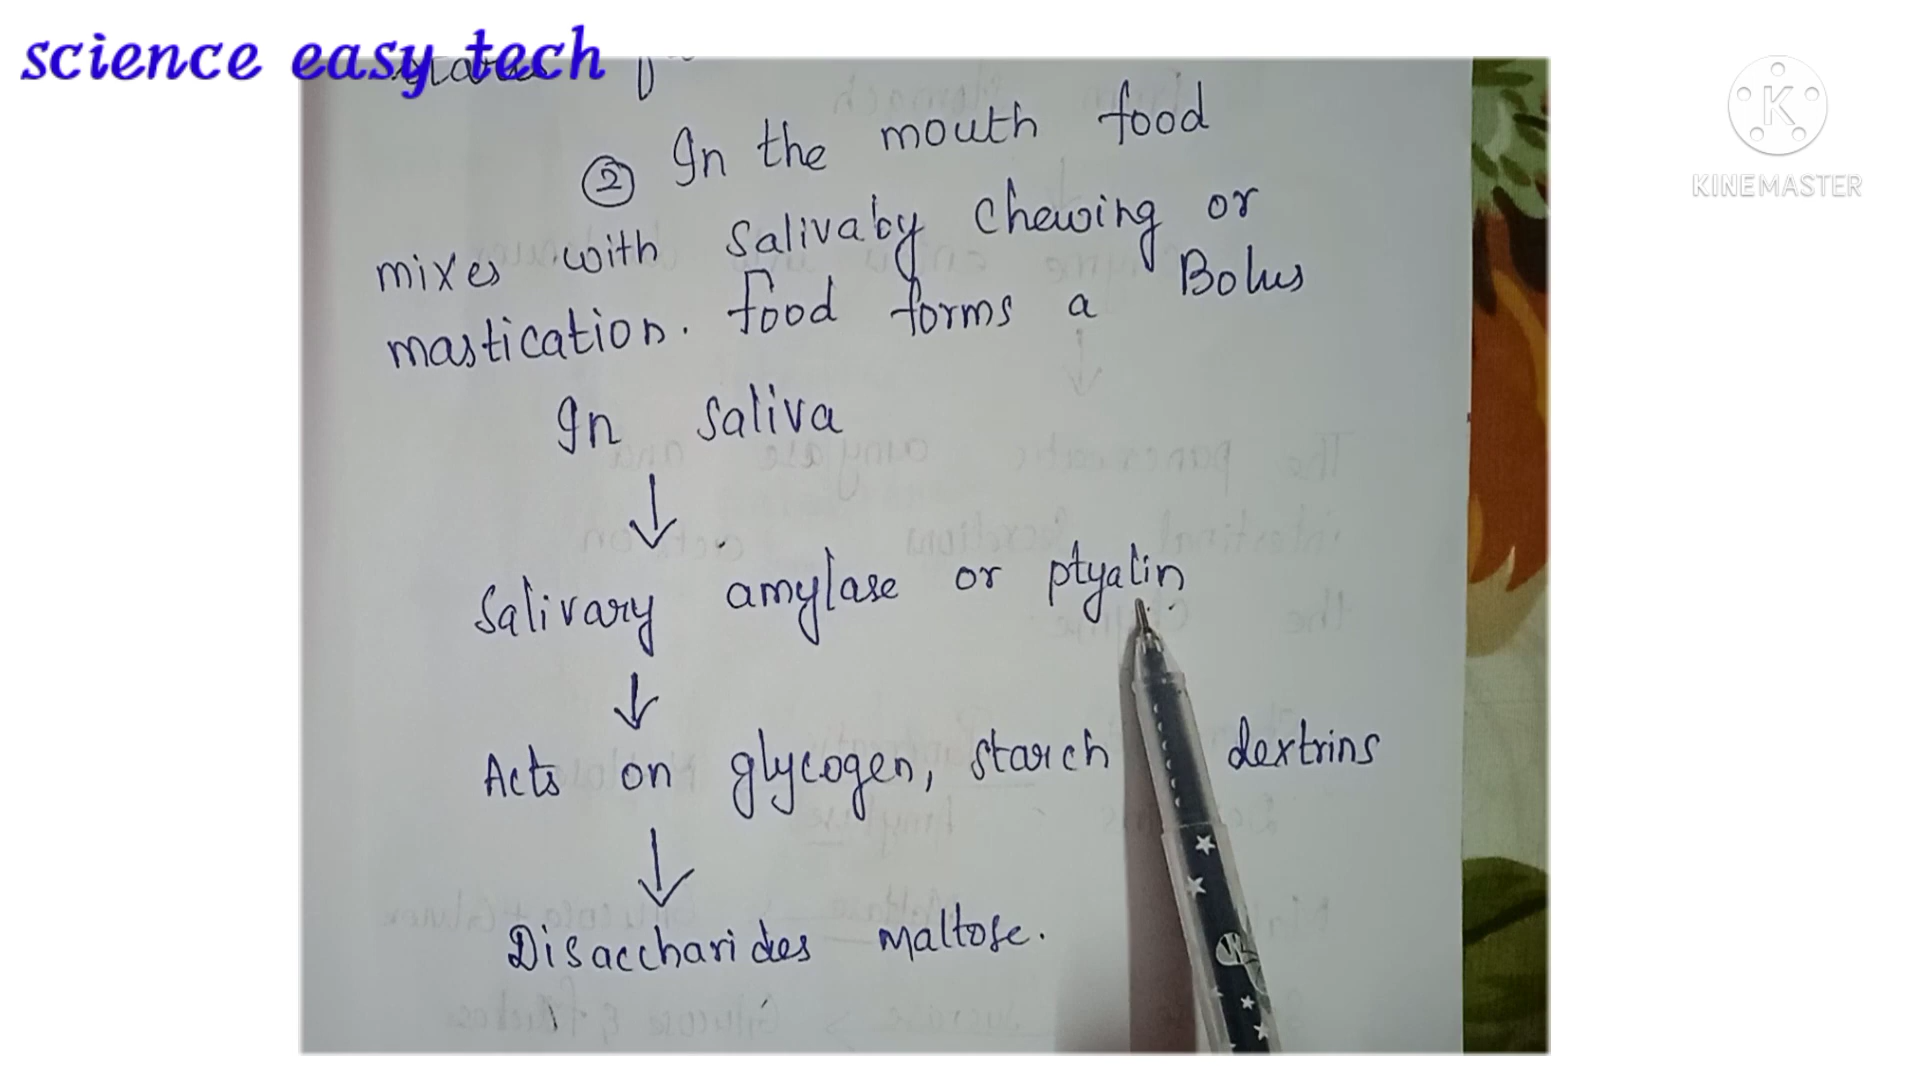 science easy tech
② In the mouth food
mixes with salivaby chewing or
mastication. food forms a Bolus
In saliva
↓
Salivary amylase or ptyalin
↓
Acts on glycogen, starch dextrins
↓
Disaccharides maltose.
KINEMASTER